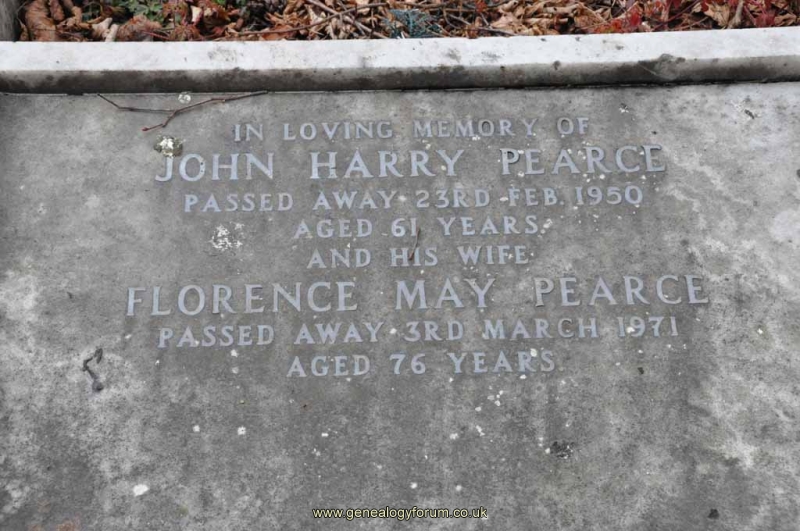 IN LOVING MEMORY OF
JOHN HARRY PEARCE
PASSED AWAY 23RD FEB. 1950
AGED 61 YEARS.
AND HIS WIFE
FLORENCE MAY PEARCE
PASSED AWAY 3RD MARCH 1971
AGED 76 YEARS.
www.genealogyforum.co.uk